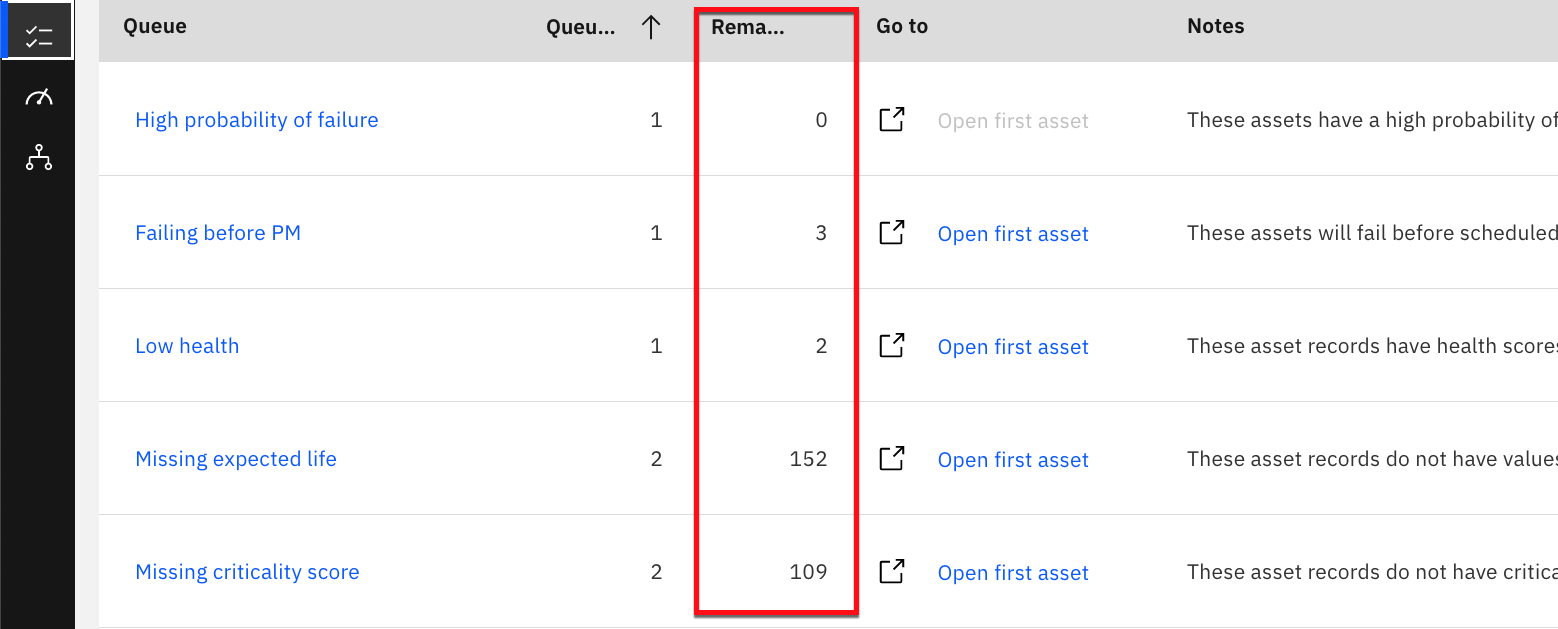 Queue Queu... Rema... Go to Notes
High probability of failure 1 0 Open first asset These assets have a high probability of
Failing before PM 1 3 Open first asset These assets will fail before scheduled
Low health 1 2 Open first asset These asset records have health scores
Missing expected life 2 152 Open first asset These asset records do not have values
Missing criticality score 2 109 Open first asset These asset records do not have critica